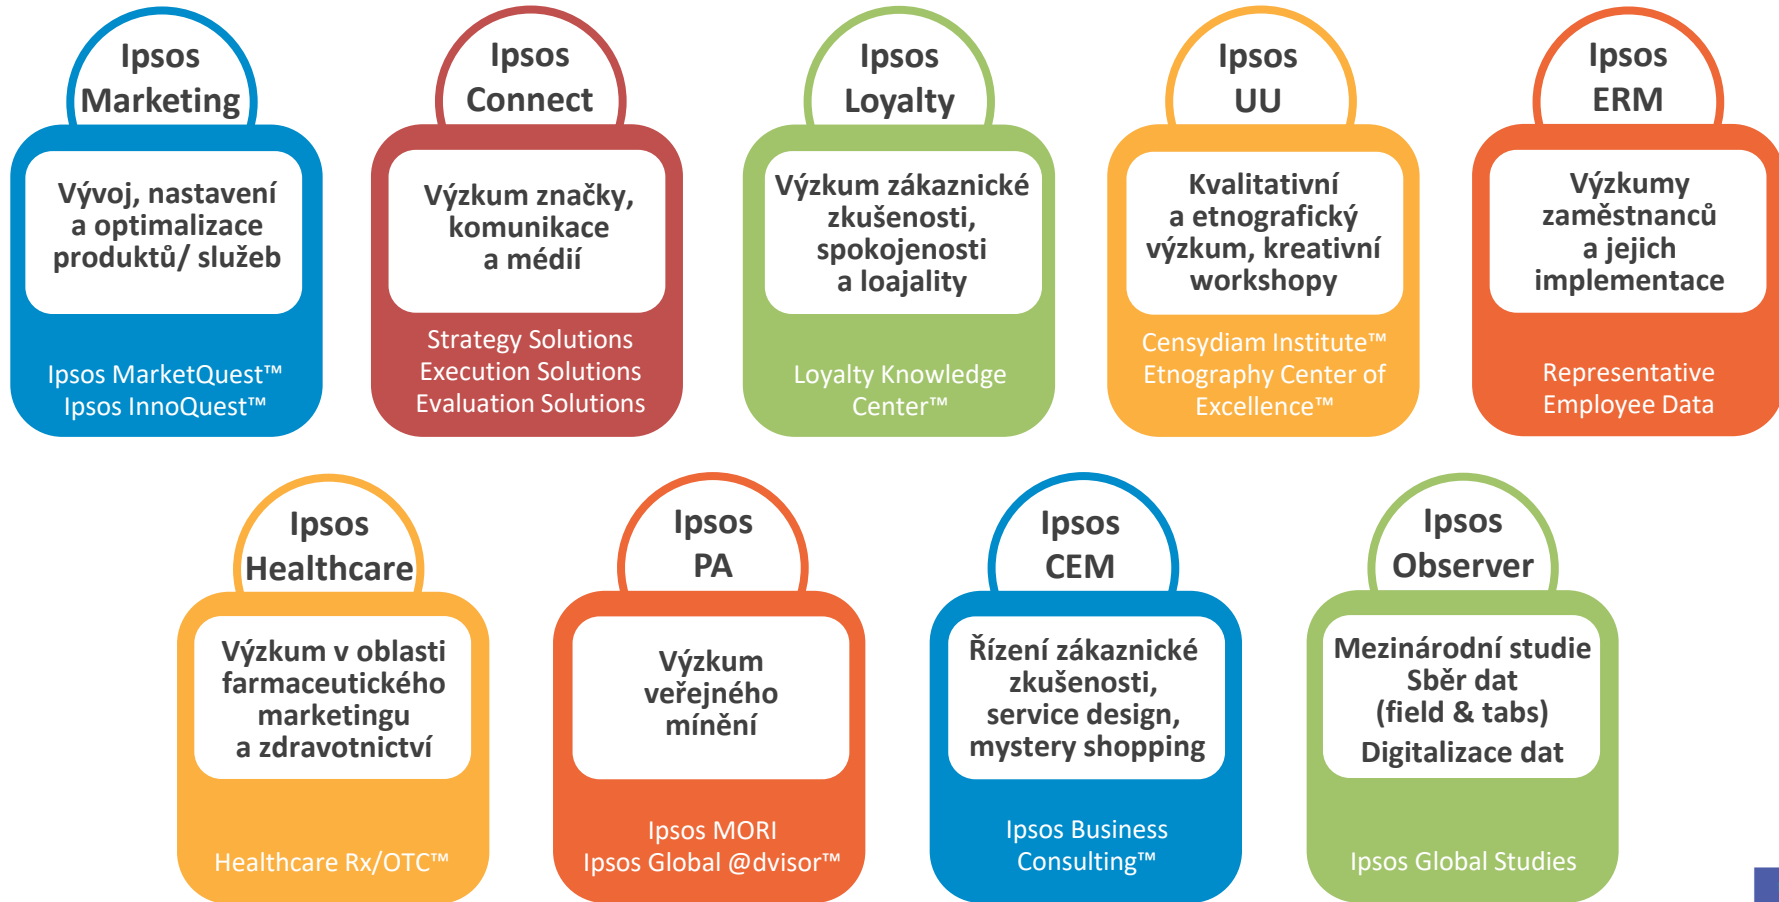 Ipsos
Marketing
Vývoj, nastavení
a optimalizace
produktů/ služeb
Ipsos MarketQuest™
Ipsos InnoQuest™
Ipsos
Connect
Výzkum značky,
komunikace
a médií
Strategy Solutions
Execution Solutions
Evaluation Solutions
Ipsos
Loyalty
Výzkum zákaznické
zkušenosti,
spokojenosti
a loajality
Loyalty Knowledge
Center™
Ipsos
UU
Kvalitativní
a etnografický
výzkum, kreativní
workshopy
Censydiam Institute™
Etnography Center of
Excellence™
Ipsos
ERM
Výzkumy
zaměstnanců
a jejich
implementace
Representative
Employee Data
Ipsos
Healthcare
Výzkum v oblasti
farmaceutického
marketingu
a zdravotnictví
Healthcare Rx/OTC™
Ipsos
PA
Výzkum
veřejného
mínění
Ipsos MORI
Ipsos Global @dvisor™
Ipsos
CEM
Řízení zákaznické
zkušenosti,
service design,
mystery shopping
Ipsos Business
Consulting™
Ipsos
Observer
Mezinárodní studie
Sběr dat
(field & tabs)
Digitalizace dat
Ipsos Global Studies